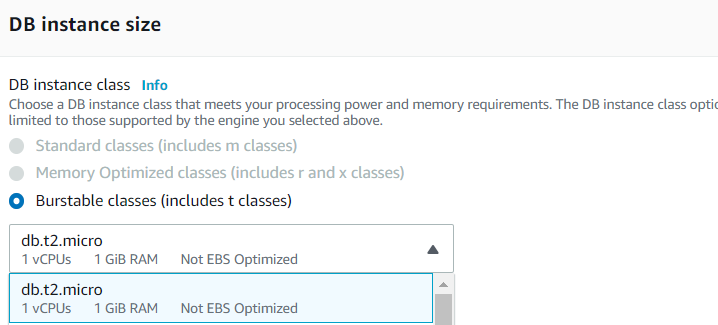 DB instance size
DB instance class Info
Choose a DB instance class that meets your processing power and memory requirements. The DB instance class
limited to those supported by the engine you selected above.
Standard classes (includes m classes)
Memory Optimized classes (includes r and x classes)
Burstable classes (includes t classes)
db.t2.micro
1 vCPUs 1 GiB RAM Not EBS Optimized
db.t2.micro
1 vCPUs 1 GiB RAM Not EBS Optimized